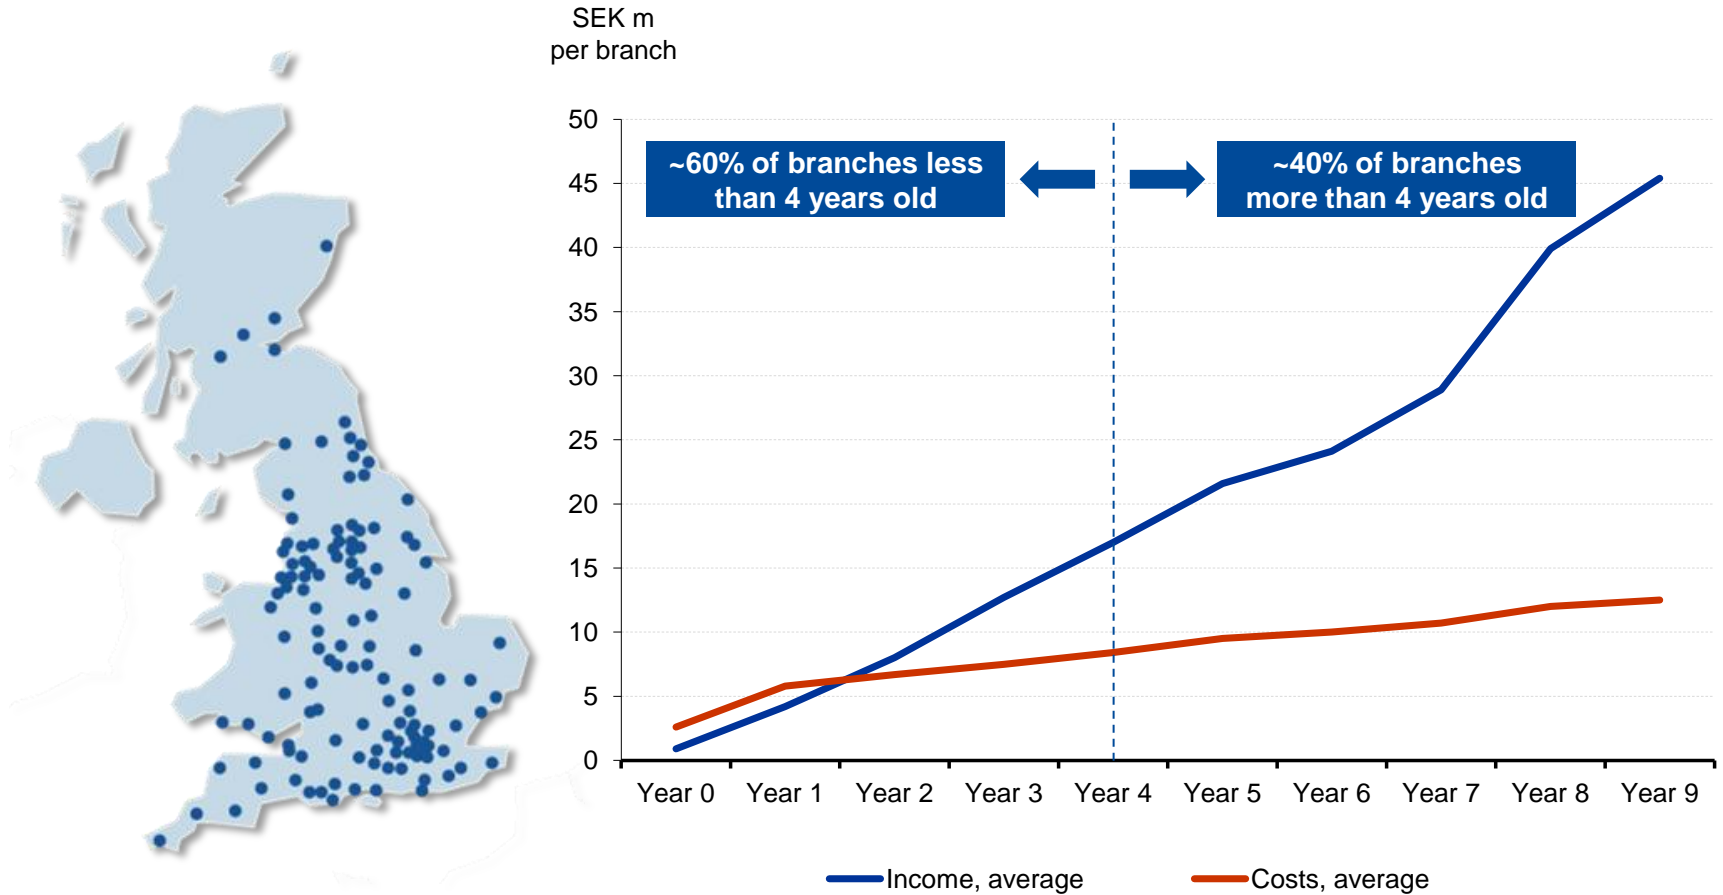 SEK m
per branch
50
45
40
35
30
25
20
15
10
5
0
~60% of branches less
than 4 years old
~40% of branches
more than 4 years old
Year 0
Year 1
Year 2
Year 3
Year 4
Year 5
Year 6
Year 7
Year 8
Year 9
Income, average
Costs, average